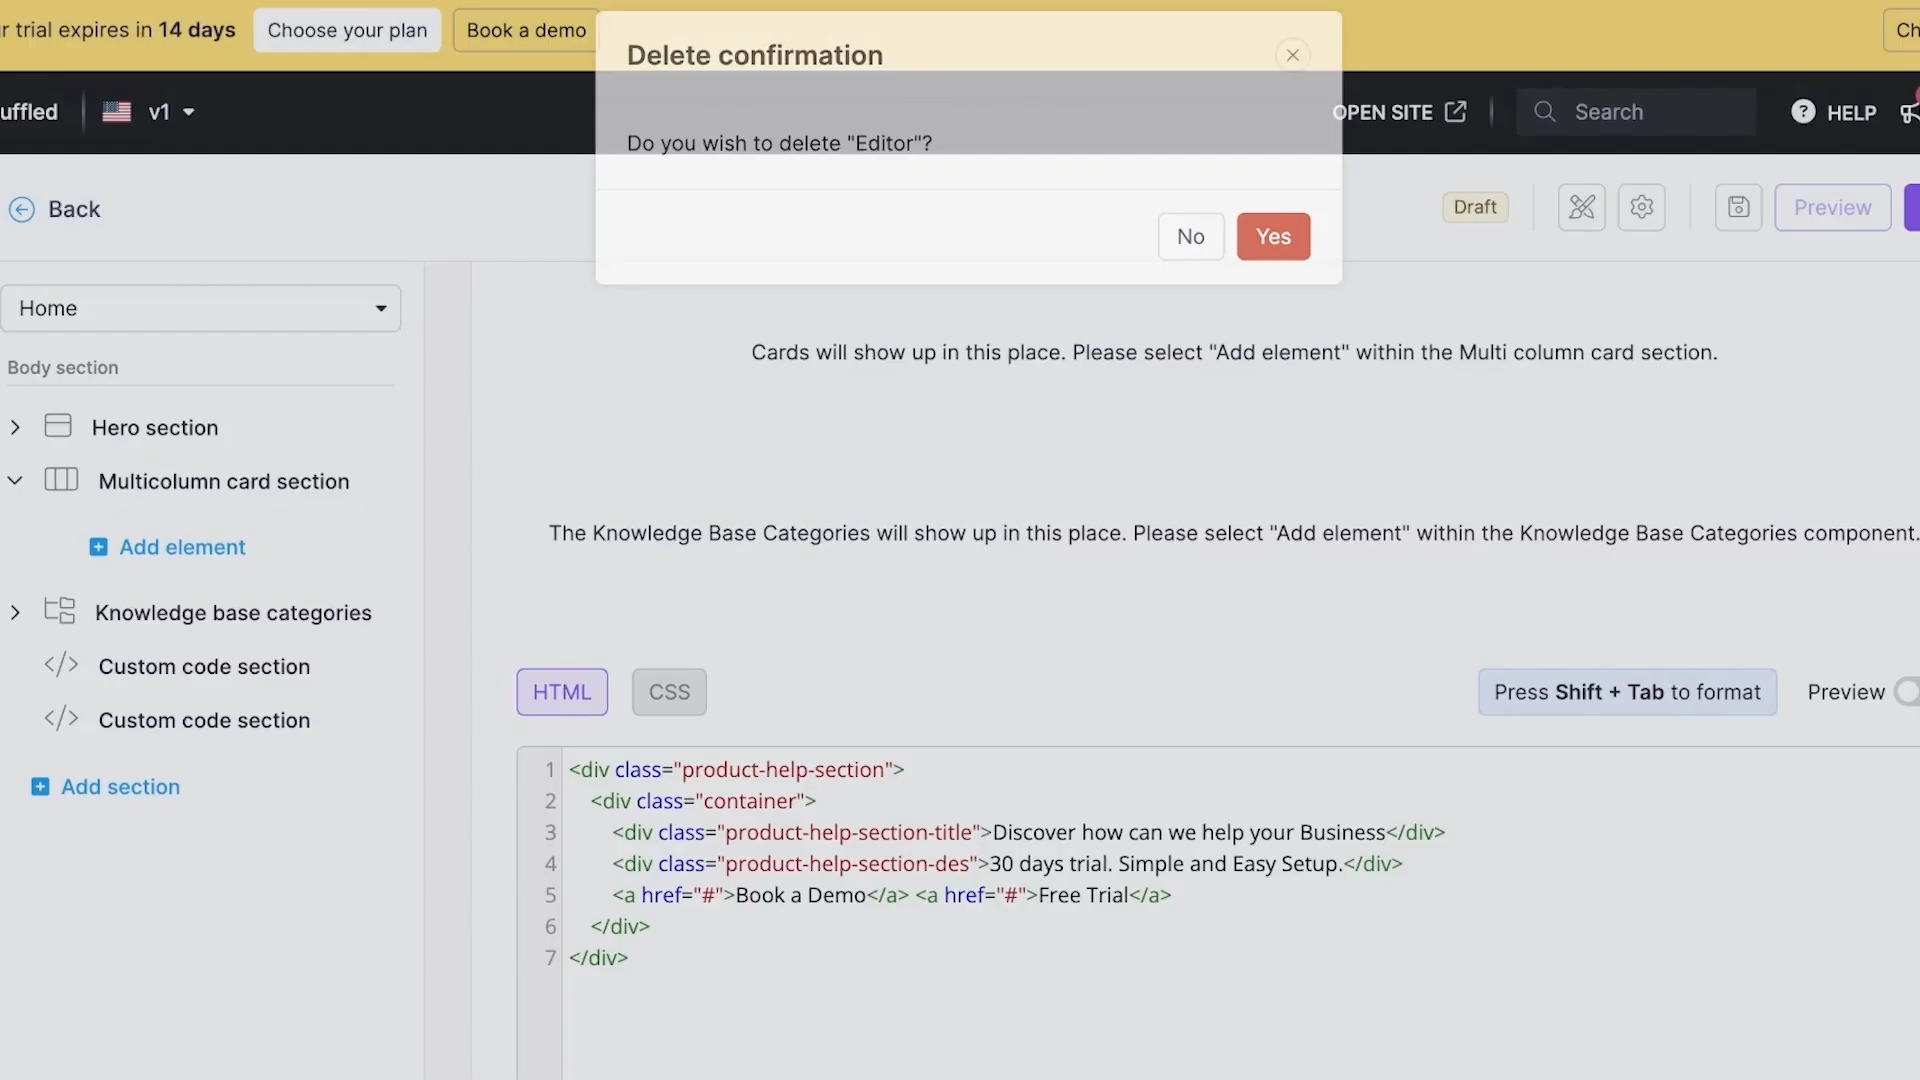 r trial expires in 14 days
Choose your plan
Book a demo
Ch
Delete confirmation
Do you wish to delete "Editor"?
No
Yes
uffled
v1
OPEN SITE
Search
HELP
Back
Draft
Preview
Home
Body section
Hero section
Multicolumn card section
Add element
Knowledge base categories
Custom code section
Custom code section
Add section
Cards will show up in this place. Please select "Add element" within the Multi column card section.
The Knowledge Base Categories will show up in this place. Please select "Add element" within the Knowledge Base Categories component.
HTML
CSS
Press Shift + Tab to format
Preview
1 <div class="product-help-section">
2 <div class="container">
3 <div class="product-help-section-title">Discover how can we help your Business</div>
4 <div class="product-help-section-des">30 days trial. Simple and Easy Setup.</div>
5 <a href="#">Book a Demo</a> <a href="#">Free Trial</a>
6 </div>
7 </div>